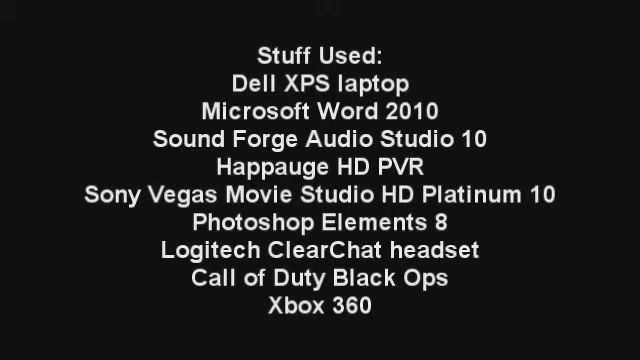 Stuff Used:
Dell XPS laptop
Microsoft Word 2010
Sound Forge Audio Studio 10
Happauge HD PVR
Sony Vegas Movie Studio HD Platinum 10
Photoshop Elements 8
Logitech ClearChat headset
Call of Duty Black Ops
Xbox 360